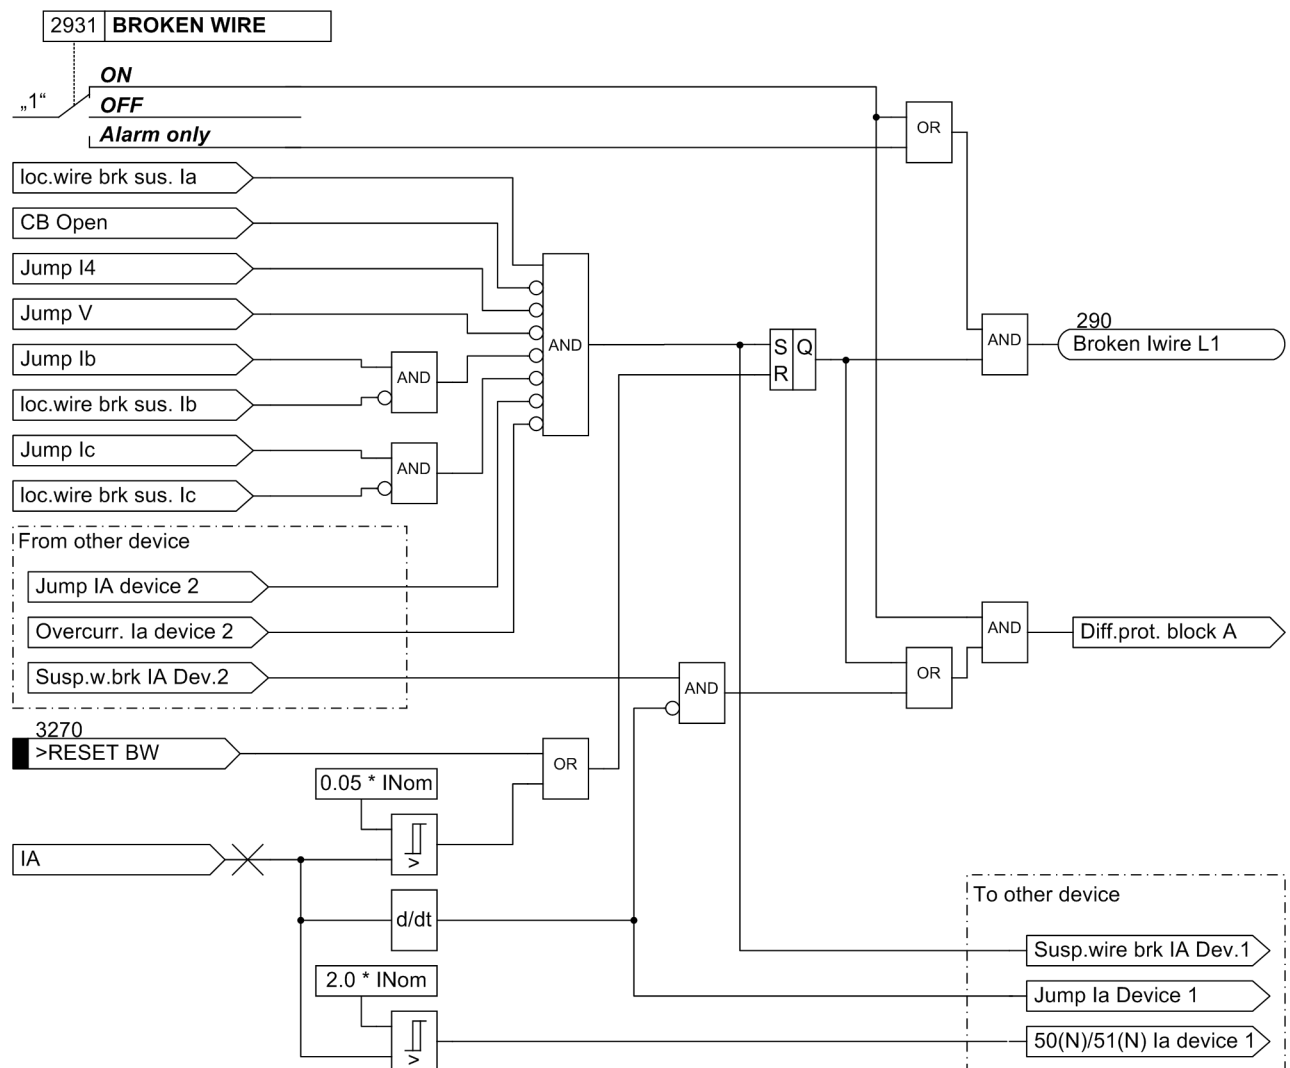 2931 BROKEN WIRE
ON
„1“
OFF
Alarm only
OR
loc.wire brk sus. Ia
CB Open
Jump I4
Jump V
Jump Ib
loc.wire brk sus. Ib
Jump Ic
loc.wire brk sus. Ic
AND
AND
AND
S Q
R
AND
290
Broken Iwire L1
From other device
Jump IA device 2
Overcurr. Ia device 2
Susp.w.brk IA Dev.2
AND
OR
AND
Diff.prot. block A
3270
>RESET BW
OR
0.05 * INom
>
IA
d/dt
2.0 * INom
>
To other device
Susp.wire brk IA Dev.1
Jump Ia Device 1
50(N)/51(N) Ia device 1